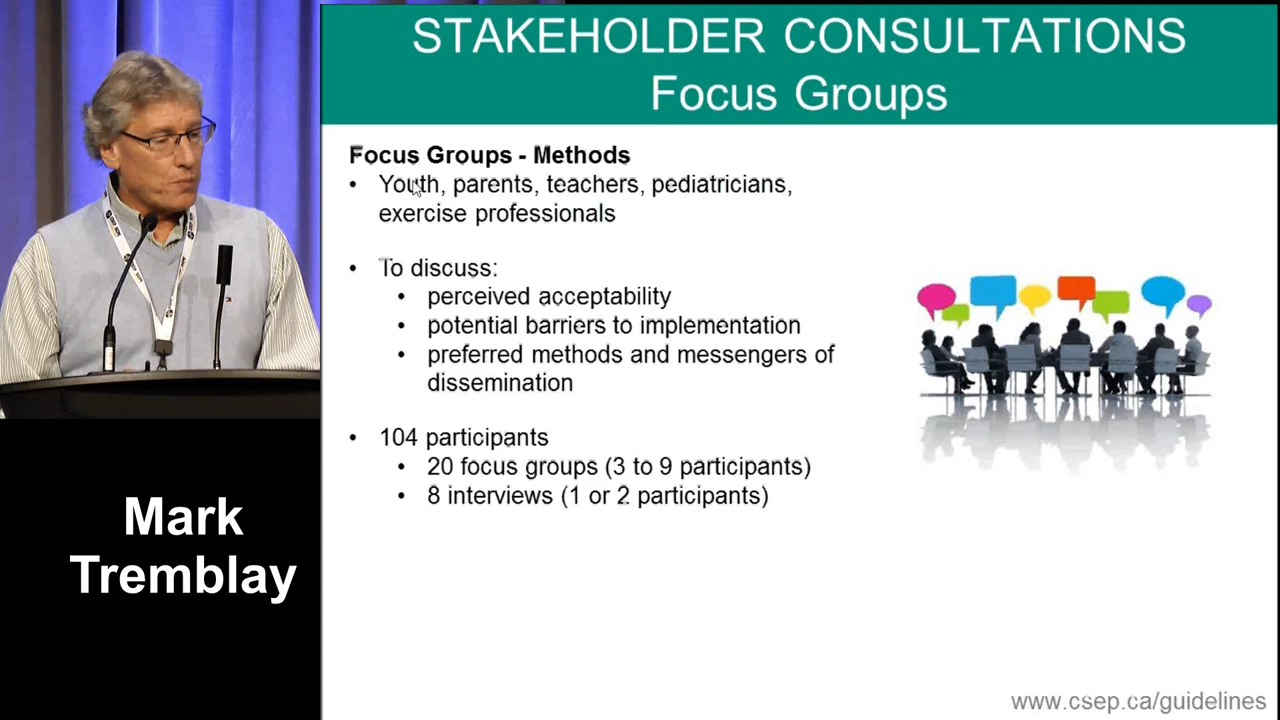 STAKEHOLDER CONSULTATIONS
Focus Groups
Focus Groups - Methods
• Youth, parents, teachers, pediatricians,
exercise professionals
• To discuss:
• perceived acceptability
• potential barriers to implementation
• preferred methods and messengers of
dissemination
• 104 participants
• 20 focus groups (3 to 9 participants)
• 8 interviews (1 or 2 participants)
Mark
Tremblay
www.csep.ca/guidelines